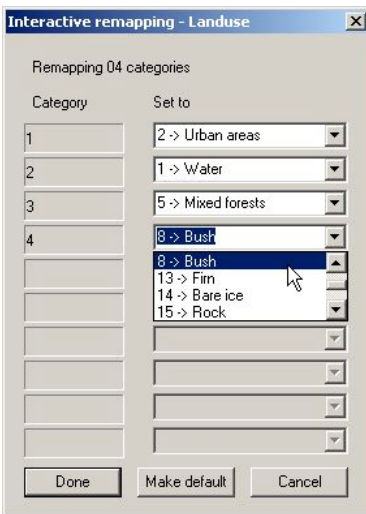 Interactive remapping - Landuse
Remapping 04 categories
Category Set to
1 2 -> Urban areas
2 1 -> Water
3 5 -> Mixed forests
4 8 -> Bush
8 -> Bush
13 -> Firn
14 -> Bare ice
15 -> Rock
Done Make default Cancel